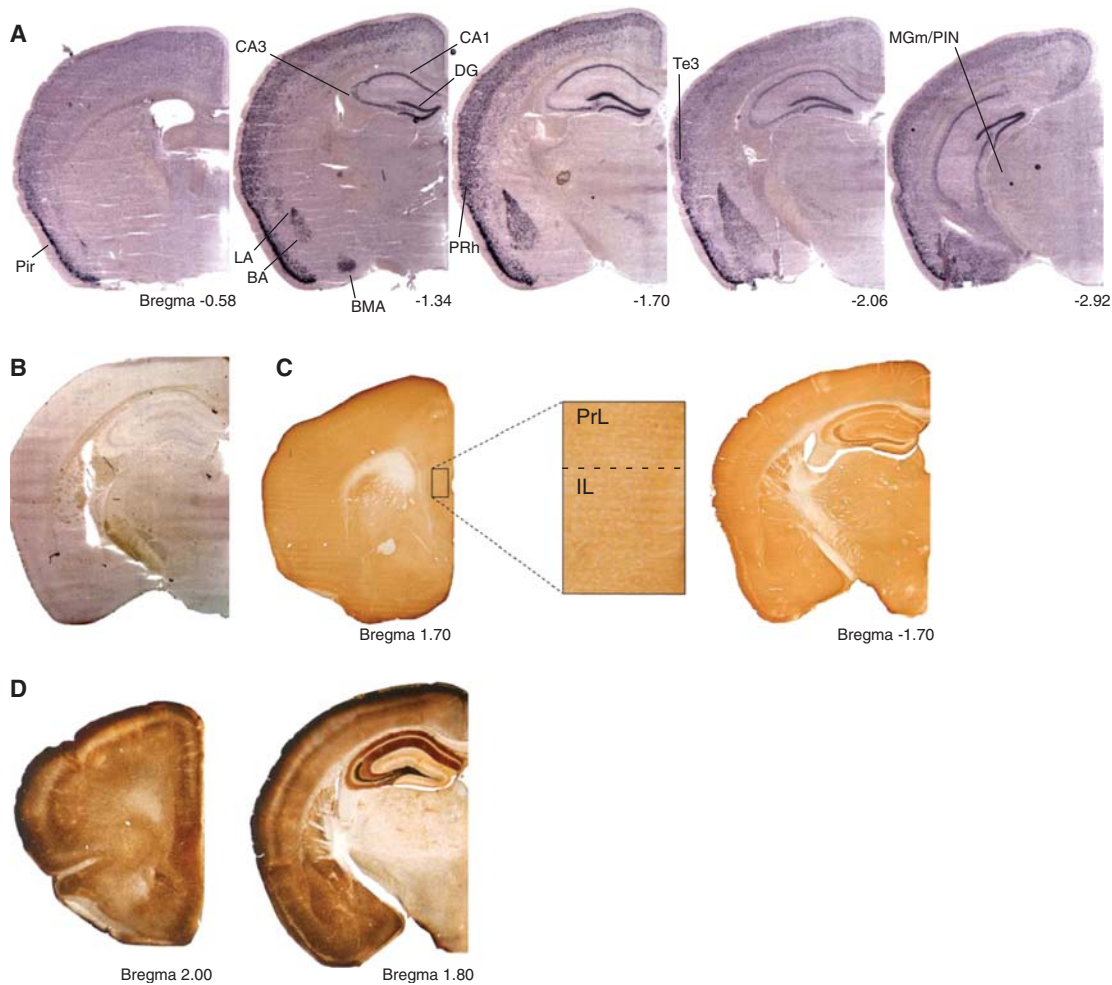 A
CA3
CA1
DG
Te3
MGm/PIN
Pir
LA
BA
BMA
PRh
Bregma -0.58
-1.34
-1.70
-2.06
-2.92
B
C
PrL
IL
Bregma 1.70
Bregma -1.70
D
Bregma 2.00
Bregma 1.80